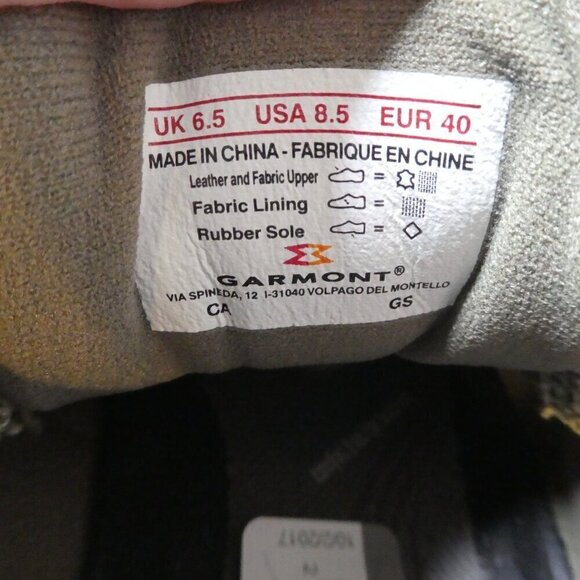 UK 6.5 USA 8.5 EUR 40
MADE IN CHINA - FABRIQUE EN CHINE
Leather and Fabric Upper =
Fabric Lining =
Rubber Sole =
GARMONT®
VIA SPINEDA, 12 I-31040 VOLPAGO DEL MONTELLO
CA GS